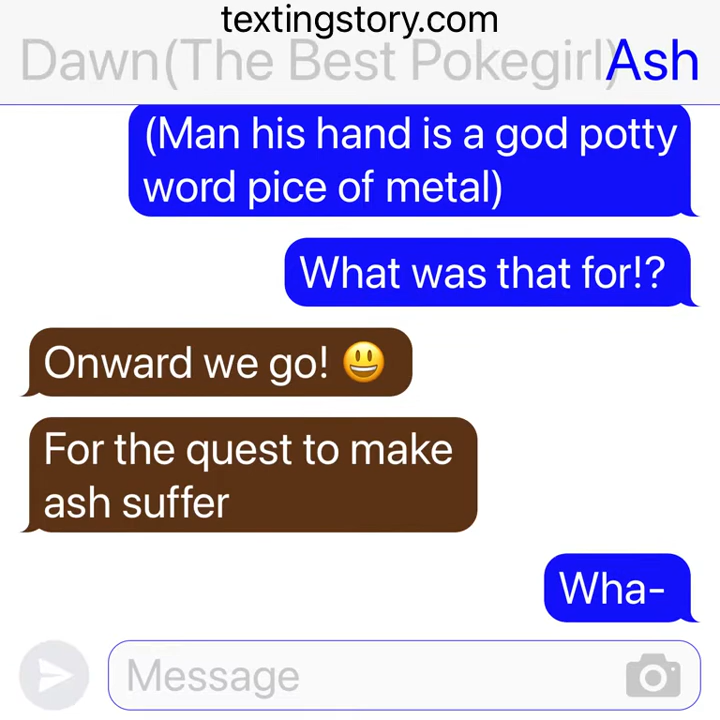 textingstory.com
Dawn(The Best Pokegirl)Ash
(Man his hand is a god potty
word pice of metal)
What was that for!?
Onward we go! 😃
For the quest to make
ash suffer
Wha-
Message